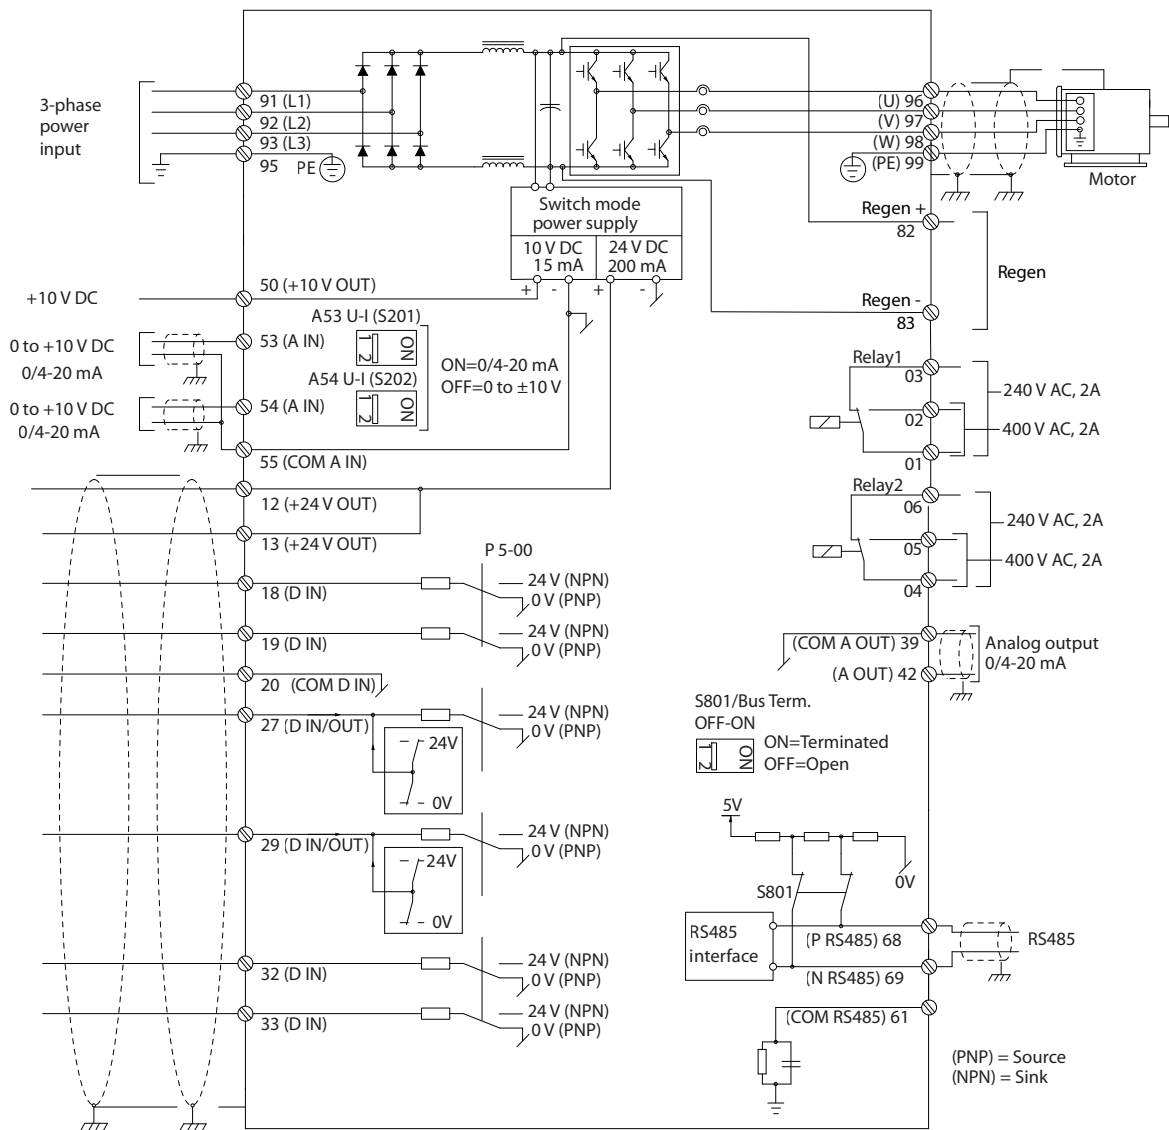 3-phase
power
input
91 (L1)
92 (L2)
93 (L3)
95 PE
(U) 96
(V) 97
(W) 98
(PE) 99
Motor
Switch mode
power supply
10 V DC
15 mA
24 V DC
200 mA
+ - + -
Regen +
82
Regen
Regen -
83
+10 V DC
50 (+10 V OUT)
A53 U-I (S201)
1 2
ON
53 (A IN)
0 to +10 V DC
0/4-20 mA
A54 U-I (S202)
1 2
ON
ON=0/4-20 mA
OFF=0 to ±10 V
54 (A IN)
0 to +10 V DC
0/4-20 mA
55 (COM A IN)
12 (+24 V OUT)
13 (+24 V OUT)
Relay1
03
02
01
240 V AC, 2A
400 V AC, 2A
Relay2
06
05
04
240 V AC, 2A
400 V AC, 2A
P 5-00
18 (D IN)
24 V (NPN)
0 V (PNP)
19 (D IN)
24 V (NPN)
0 V (PNP)
20 (COM D IN)
27 (D IN/OUT)
24 V (NPN)
0 V (PNP)
24V
0V
29 (D IN/OUT)
24 V (NPN)
0 V (PNP)
24V
0V
32 (D IN)
24 V (NPN)
0 V (PNP)
33 (D IN)
24 V (NPN)
0 V (PNP)
(COM A OUT) 39
(A OUT) 42
Analog output
0/4-20 mA
S801/Bus Term.
OFF-ON
1 2
ON
ON=Terminated
OFF=Open
5V
0V
S801
RS485
interface
(P RS485) 68
(N RS485) 69
RS485
(COM RS485) 61
(PNP) = Source
(NPN) = Sink